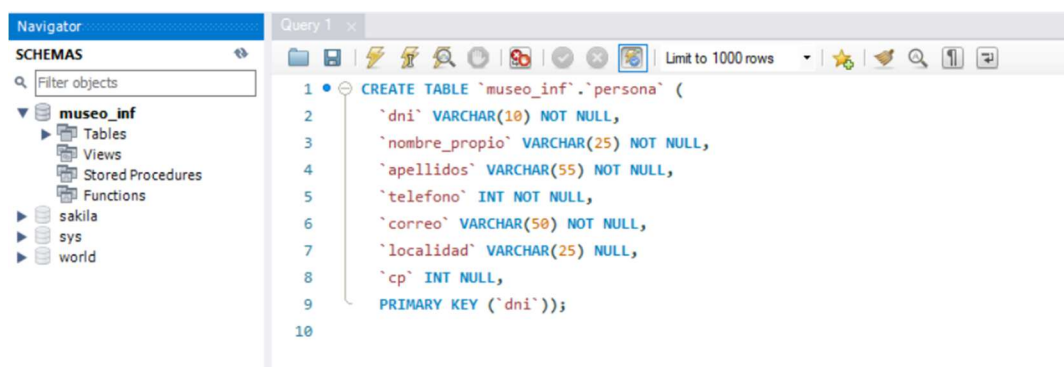 Navigator
SCHEMAS
Filter objects
museo_inf
Tables
Views
Stored Procedures
Functions
sakila
sys
world
Query 1
Limit to 1000 rows
1 CREATE TABLE `museo_inf`.`persona` (
2 `dni` VARCHAR(10) NOT NULL,
3 `nombre_propio` VARCHAR(25) NOT NULL,
4 `apellidos` VARCHAR(55) NOT NULL,
5 `telefono` INT NOT NULL,
6 `correo` VARCHAR(50) NOT NULL,
7 `localidad` VARCHAR(25) NULL,
8 `cp` INT NULL,
9 PRIMARY KEY (`dni`));
10